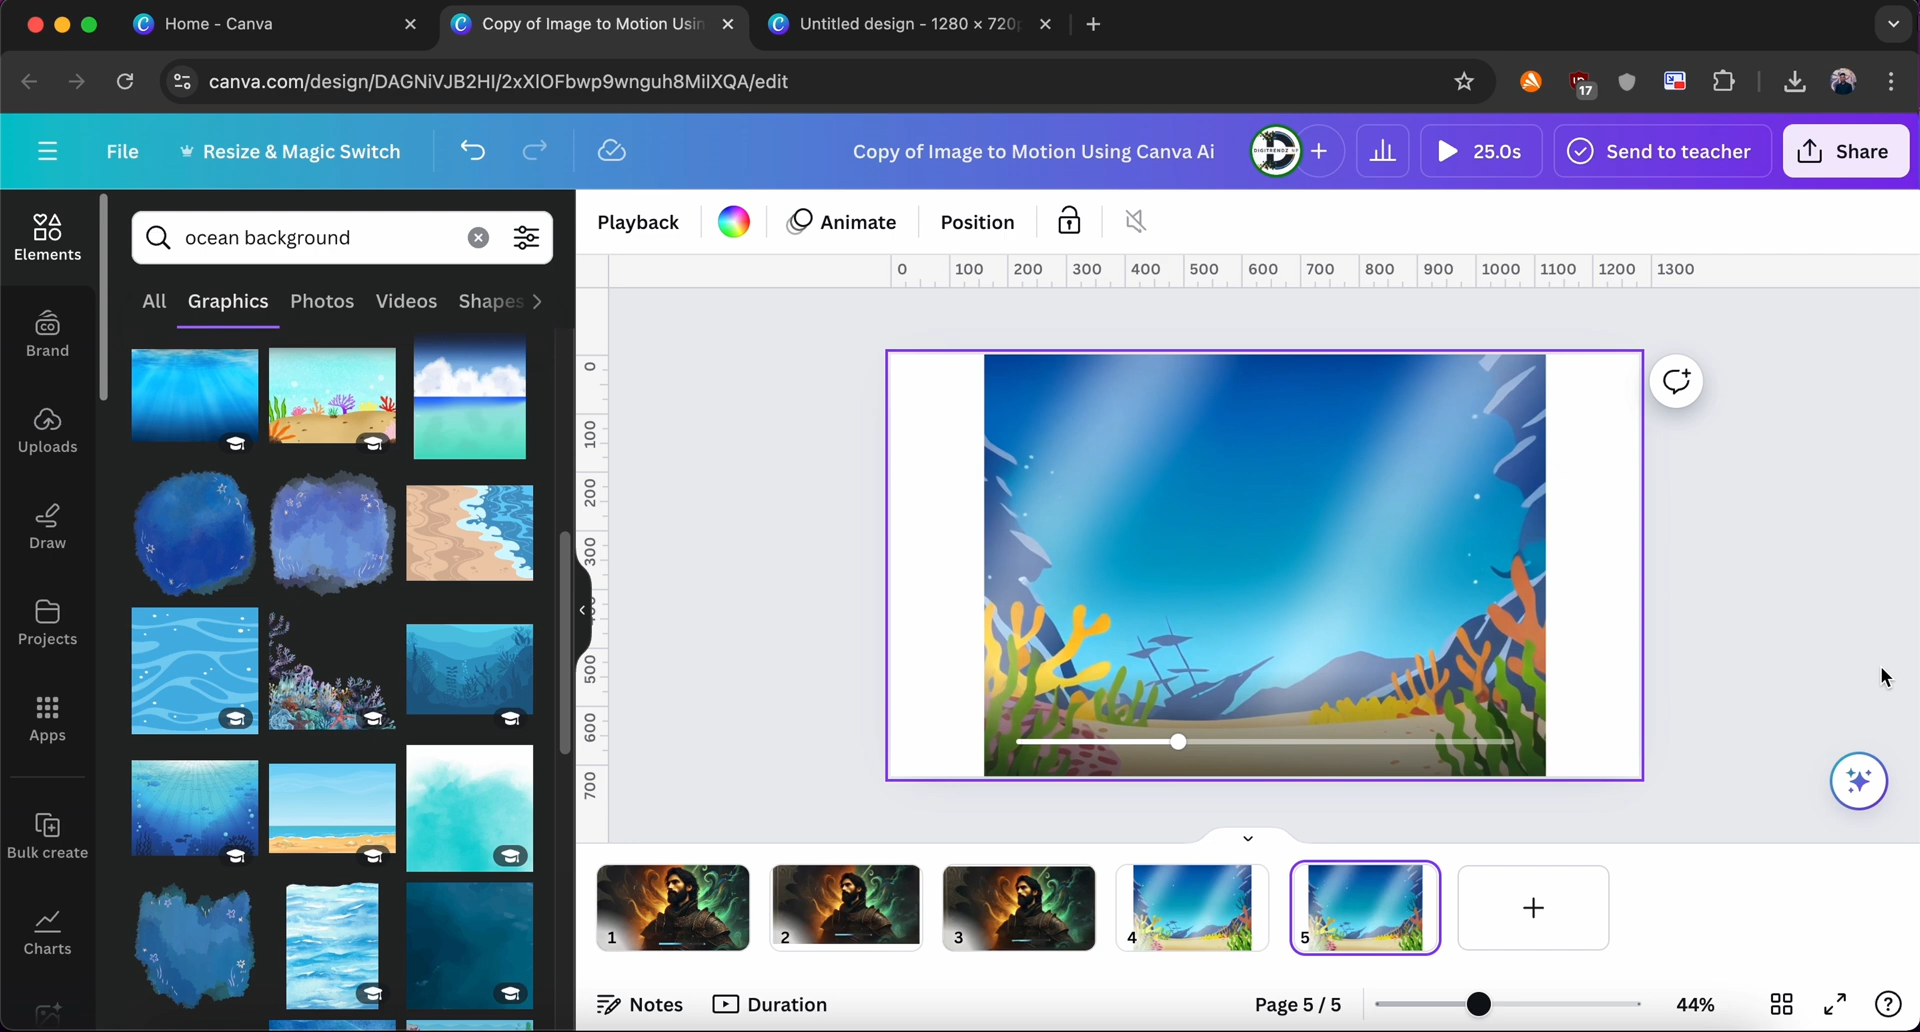 Home - Canva
Copy of Image to Motion Usin
Untitled design - 1280 × 720p
canva.com/design/DAGNiVJB2HI/2xXlOFbwp9wnguh8MilXQA/edit
17
File
Resize & Magic Switch
Copy of Image to Motion Using Canva Ai
DIGITRENDZ
25.0s
Send to teacher
Share
Elements
Brand
Uploads
Draw
Projects
Apps
Bulk create
Charts
ocean background
All Graphics Photos Videos Shapes
Playback
Animate
Position
0 100 200 300 400 500 600 700 800 900 1000 1100 1200 1300
0
100
200
300
500
600
700
1
2
3
4
5
Notes
Duration
Page 5 / 5
44%